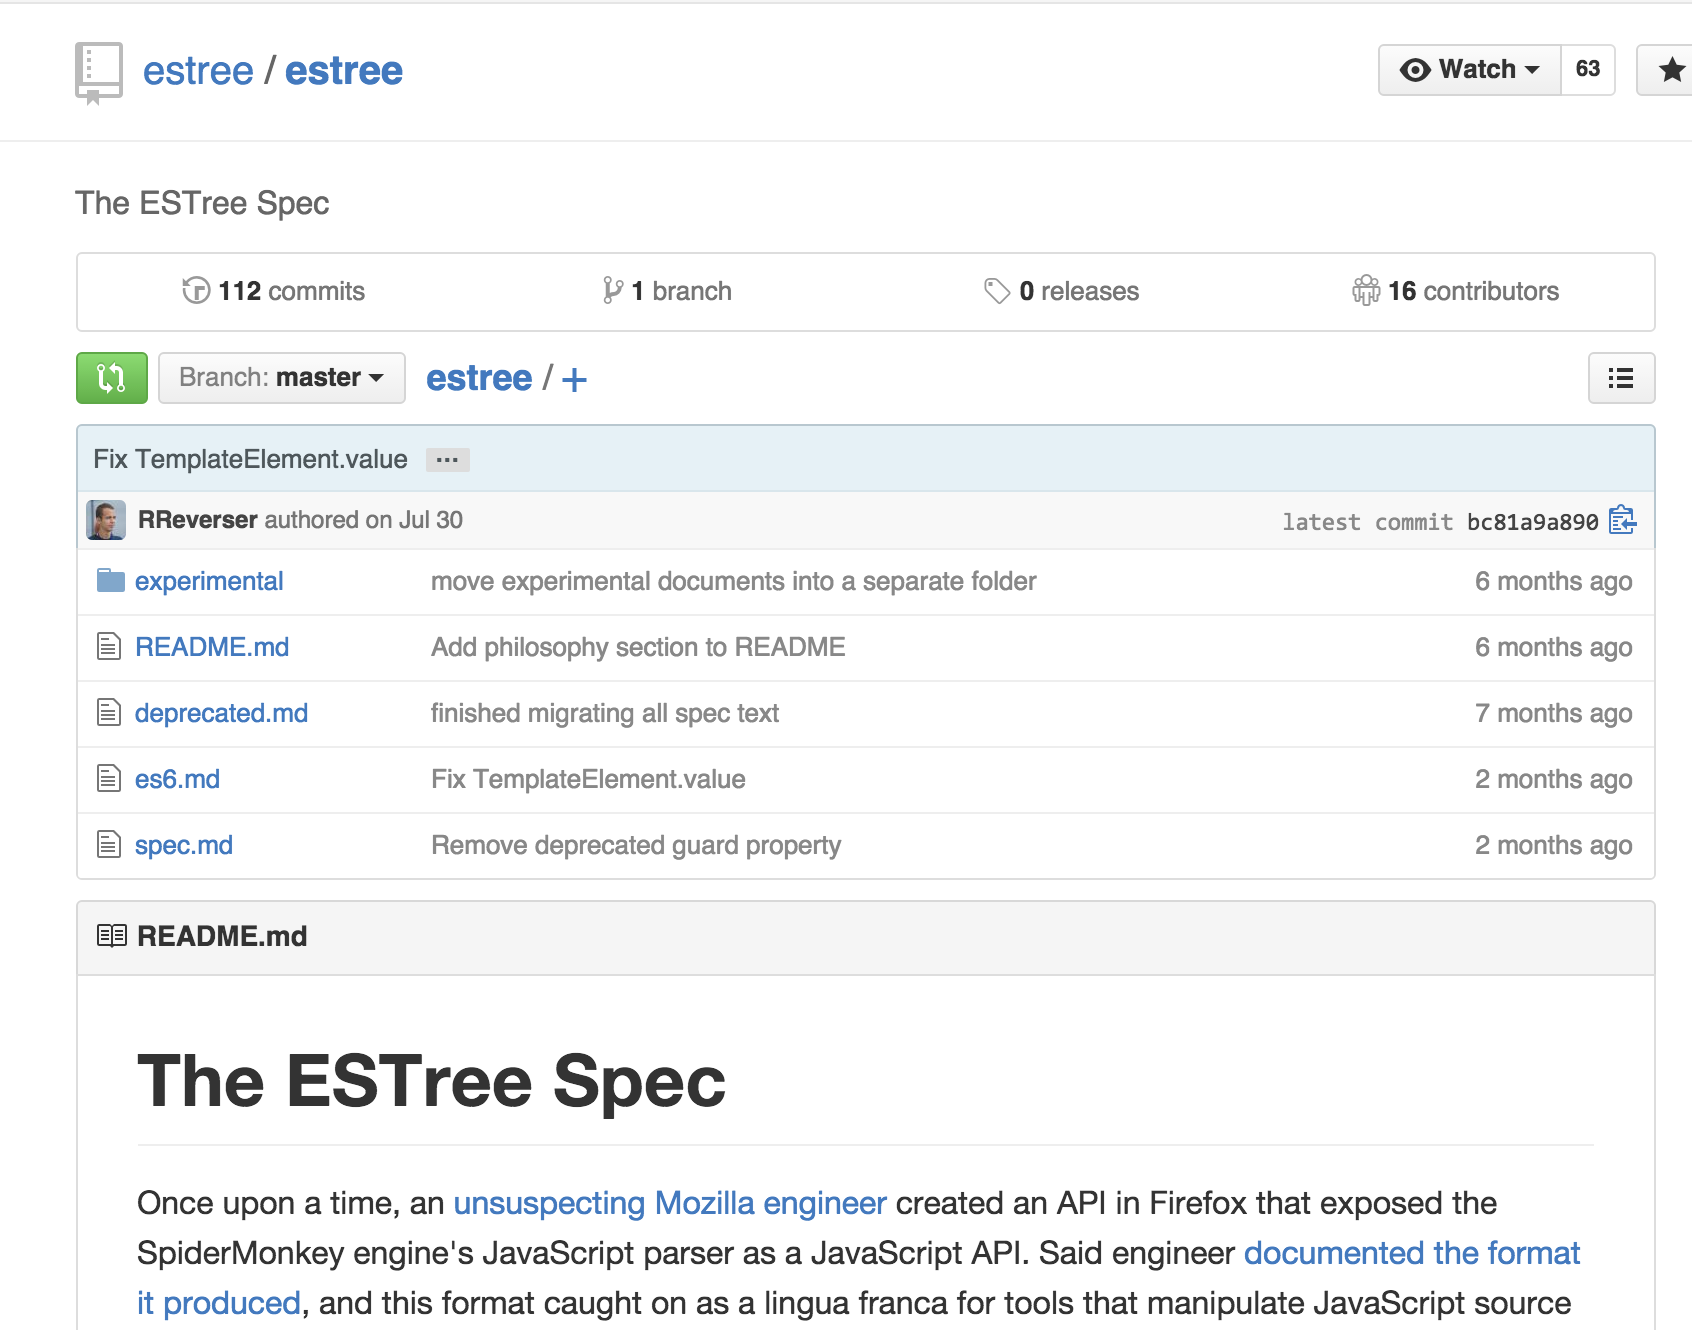 estree / estree
Watch 63
The ESTree Spec
112 commits 1 branch 0 releases 16 contributors
Branch: master estree / +
Fix TemplateElement.value ...
RReverser authored on Jul 30 latest commit bc81a9a890
experimental move experimental documents into a separate folder 6 months ago
README.md Add philosophy section to README 6 months ago
deprecated.md finished migrating all spec text 7 months ago
es6.md Fix TemplateElement.value 2 months ago
spec.md Remove deprecated guard property 2 months ago
README.md
The ESTree Spec
Once upon a time, an unsuspecting Mozilla engineer created an API in Firefox that exposed the
SpiderMonkey engine's JavaScript parser as a JavaScript API. Said engineer documented the format
it produced, and this format caught on as a lingua franca for tools that manipulate JavaScript source